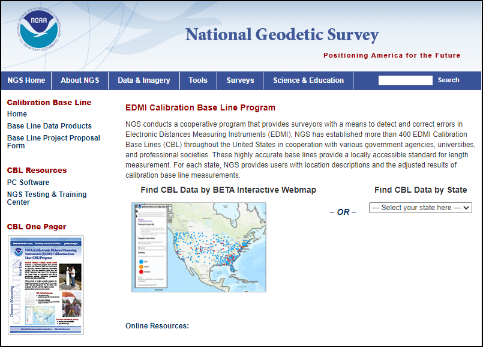 NOAA
National Geodetic Survey
Positioning America for the Future
NGS Home About NGS Data & Imagery Tools Surveys Science & Education Search
Calibration Base Line
Home
Base Line Data Products
Base Line Project Proposal
Form
CBL Resources
PC Software
NGS Testing & Training
Center
CBL One Pager
EDMI Calibration Base Line Program
NGS conducts a cooperative program that provides surveyors with a means to detect and correct errors in
Electronic Distances Measuring Instruments (EDMI). NGS has established more than 400 EDMI Calibration
Base Lines (CBL) throughout the United States in cooperation with various government agencies, universities,
and professional societies. These highly accurate base lines provide a locally accessible standard for length
measurement. For each state, NGS provides users with location descriptions and the adjusted results of
calibration base line measurements.
Find CBL Data by BETA Interactive Webmap
– OR –
Find CBL Data by State
— Select your state here —
Online Resources: